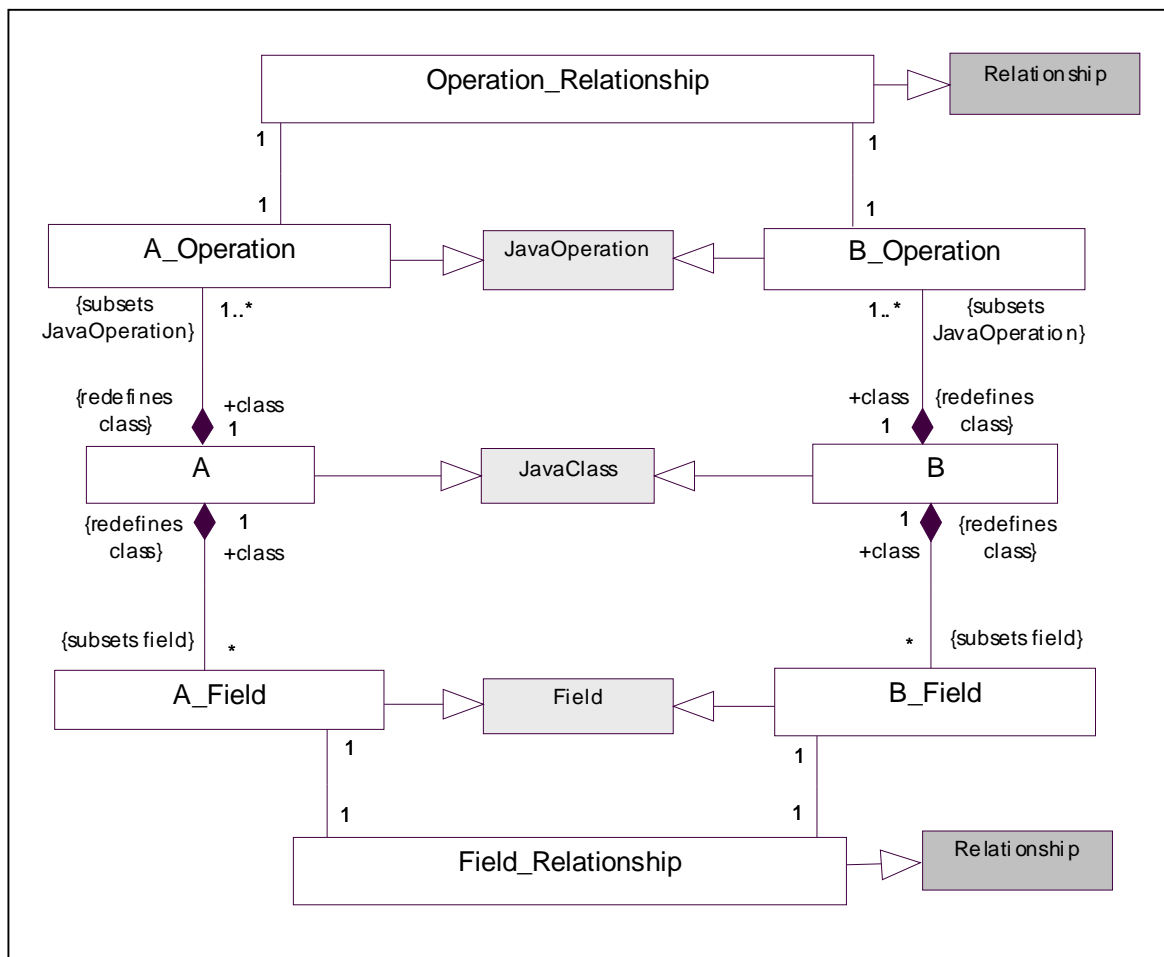 Operation_Relationship
Relationship
1
1
1
1
A_Operation
JavaOperation
B_Operation
{subsets
JavaOperation}
1..*
1..*
{subsets
JavaOperation}
{redefines
class}
+class
1
+class
1
{redefines
class}
A
JavaClass
B
{redefines
class}
1
+class
1
+class
{redefines
class}
{subsets field}
*
*
{subsets field}
A_Field
Field
B_Field
1
1
1
1
Field_Relationship
Relationship